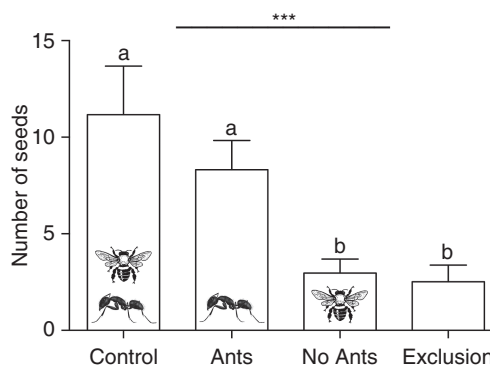 ***
15
a
a
10
Number of seeds
5
b
b
0
Control Ants No Ants Exclusion